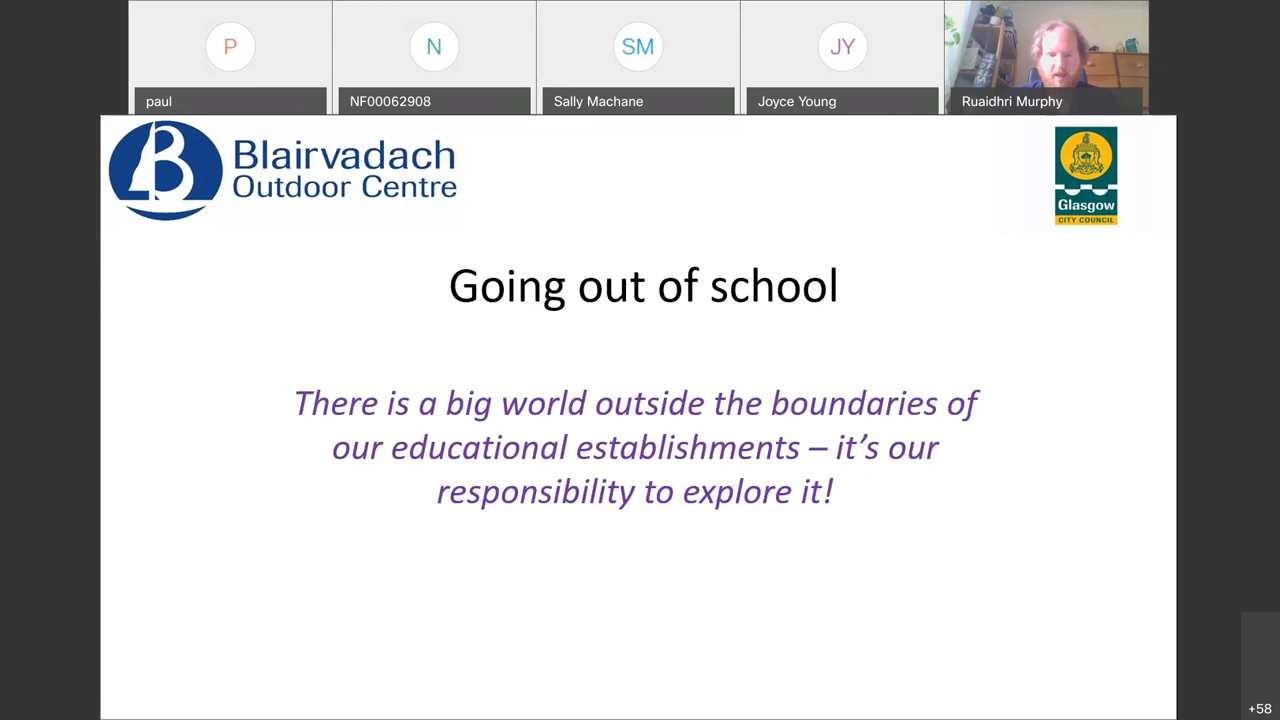 P
N
SM
JY
paul
NF00062908
Sally Machane
Joyce Young
Ruaidhri Murphy
B
Blairvadach
Outdoor Centre
Glasgow
CITY COUNCIL
Going out of school
There is a big world outside the boundaries of
our educational establishments – it’s our
responsibility to explore it!
+58